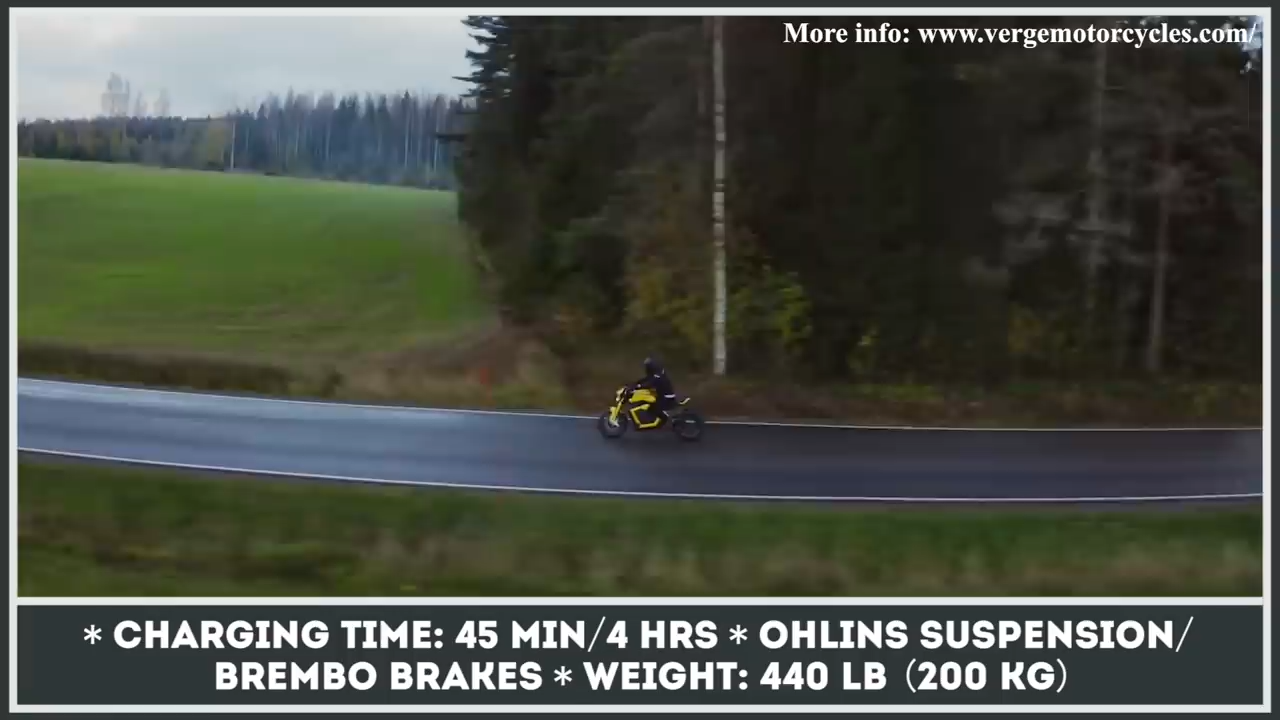 More info: www.vergemotorcycles.com/
* CHARGING TIME: 45 MIN/4 HRS * OHLINS SUSPENSION/
BREMBO BRAKES * WEIGHT: 440 LB (200 KG)